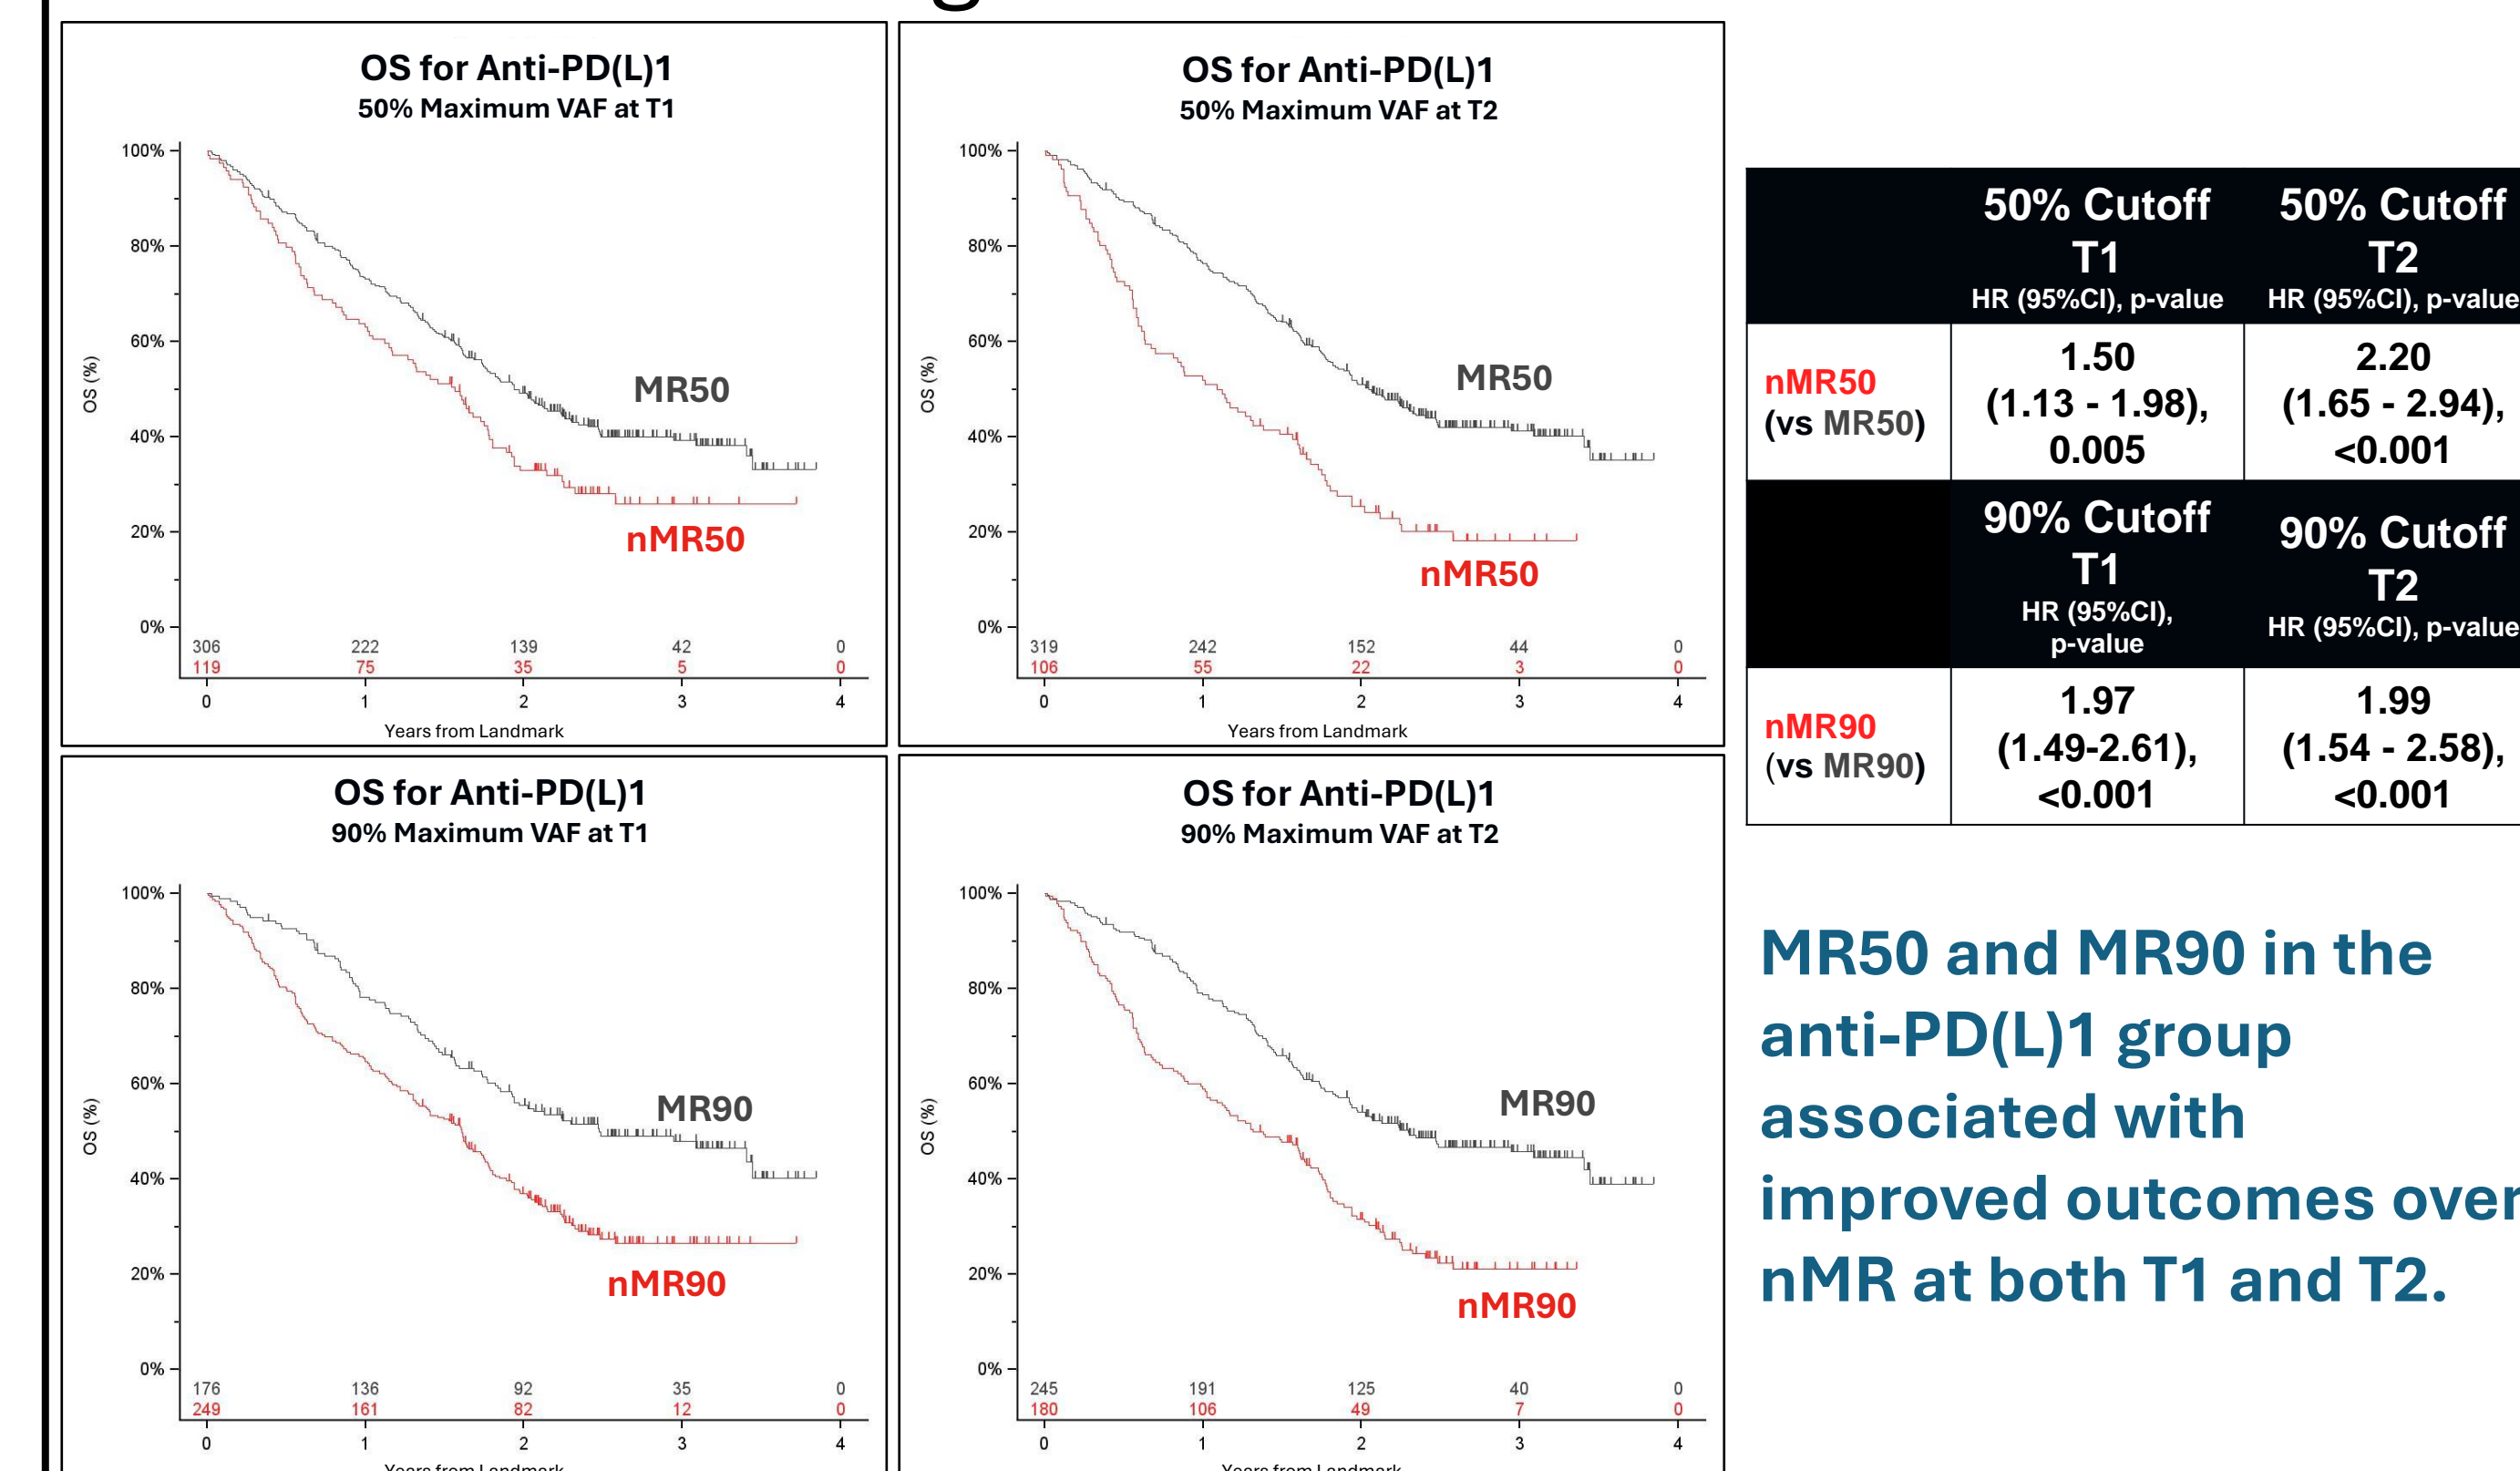 OS for Anti-PD(L)1
50% Maximum VAF at T1
100%
80%
60%
40%
20%
0%
OS (%)
MR50
nMR50
306 222 139 42 0
119 75 35 5 0
0 1 2 3 4
Years from Landmark
OS for Anti-PD(L)1
50% Maximum VAF at T2
100%
80%
60%
40%
20%
0%
OS (%)
MR50
nMR50
319 242 152 44 0
106 55 22 3 0
0 1 2 3 4
Years from Landmark
OS for Anti-PD(L)1
90% Maximum VAF at T1
100%
80%
60%
40%
20%
0%
OS (%)
MR90
nMR90
176 136 92 35 0
249 161 82 12 0
0 1 2 3 4
Years from Landmark
OS for Anti-PD(L)1
90% Maximum VAF at T2
100%
80%
60%
40%
20%
0%
OS (%)
MR90
nMR90
245 191 125 40 0
180 106 49 7 0
0 1 2 3 4
Years from Landmark
50% Cutoff
T1
HR (95%CI), p-value
50% Cutoff
T2
HR (95%CI), p-value
nMR50
(vs MR50)
1.50
(1.13 - 1.98),
0.005
2.20
(1.65 - 2.94),
<0.001
90% Cutoff
T1
HR (95%CI),
p-value
90% Cutoff
T2
HR (95%CI), p-value
nMR90
(vs MR90)
1.97
(1.49-2.61),
<0.001
1.99
(1.54 - 2.58),
<0.001
MR50 and MR90 in the
anti-PD(L)1 group
associated with
improved outcomes over
nMR at both T1 and T2.